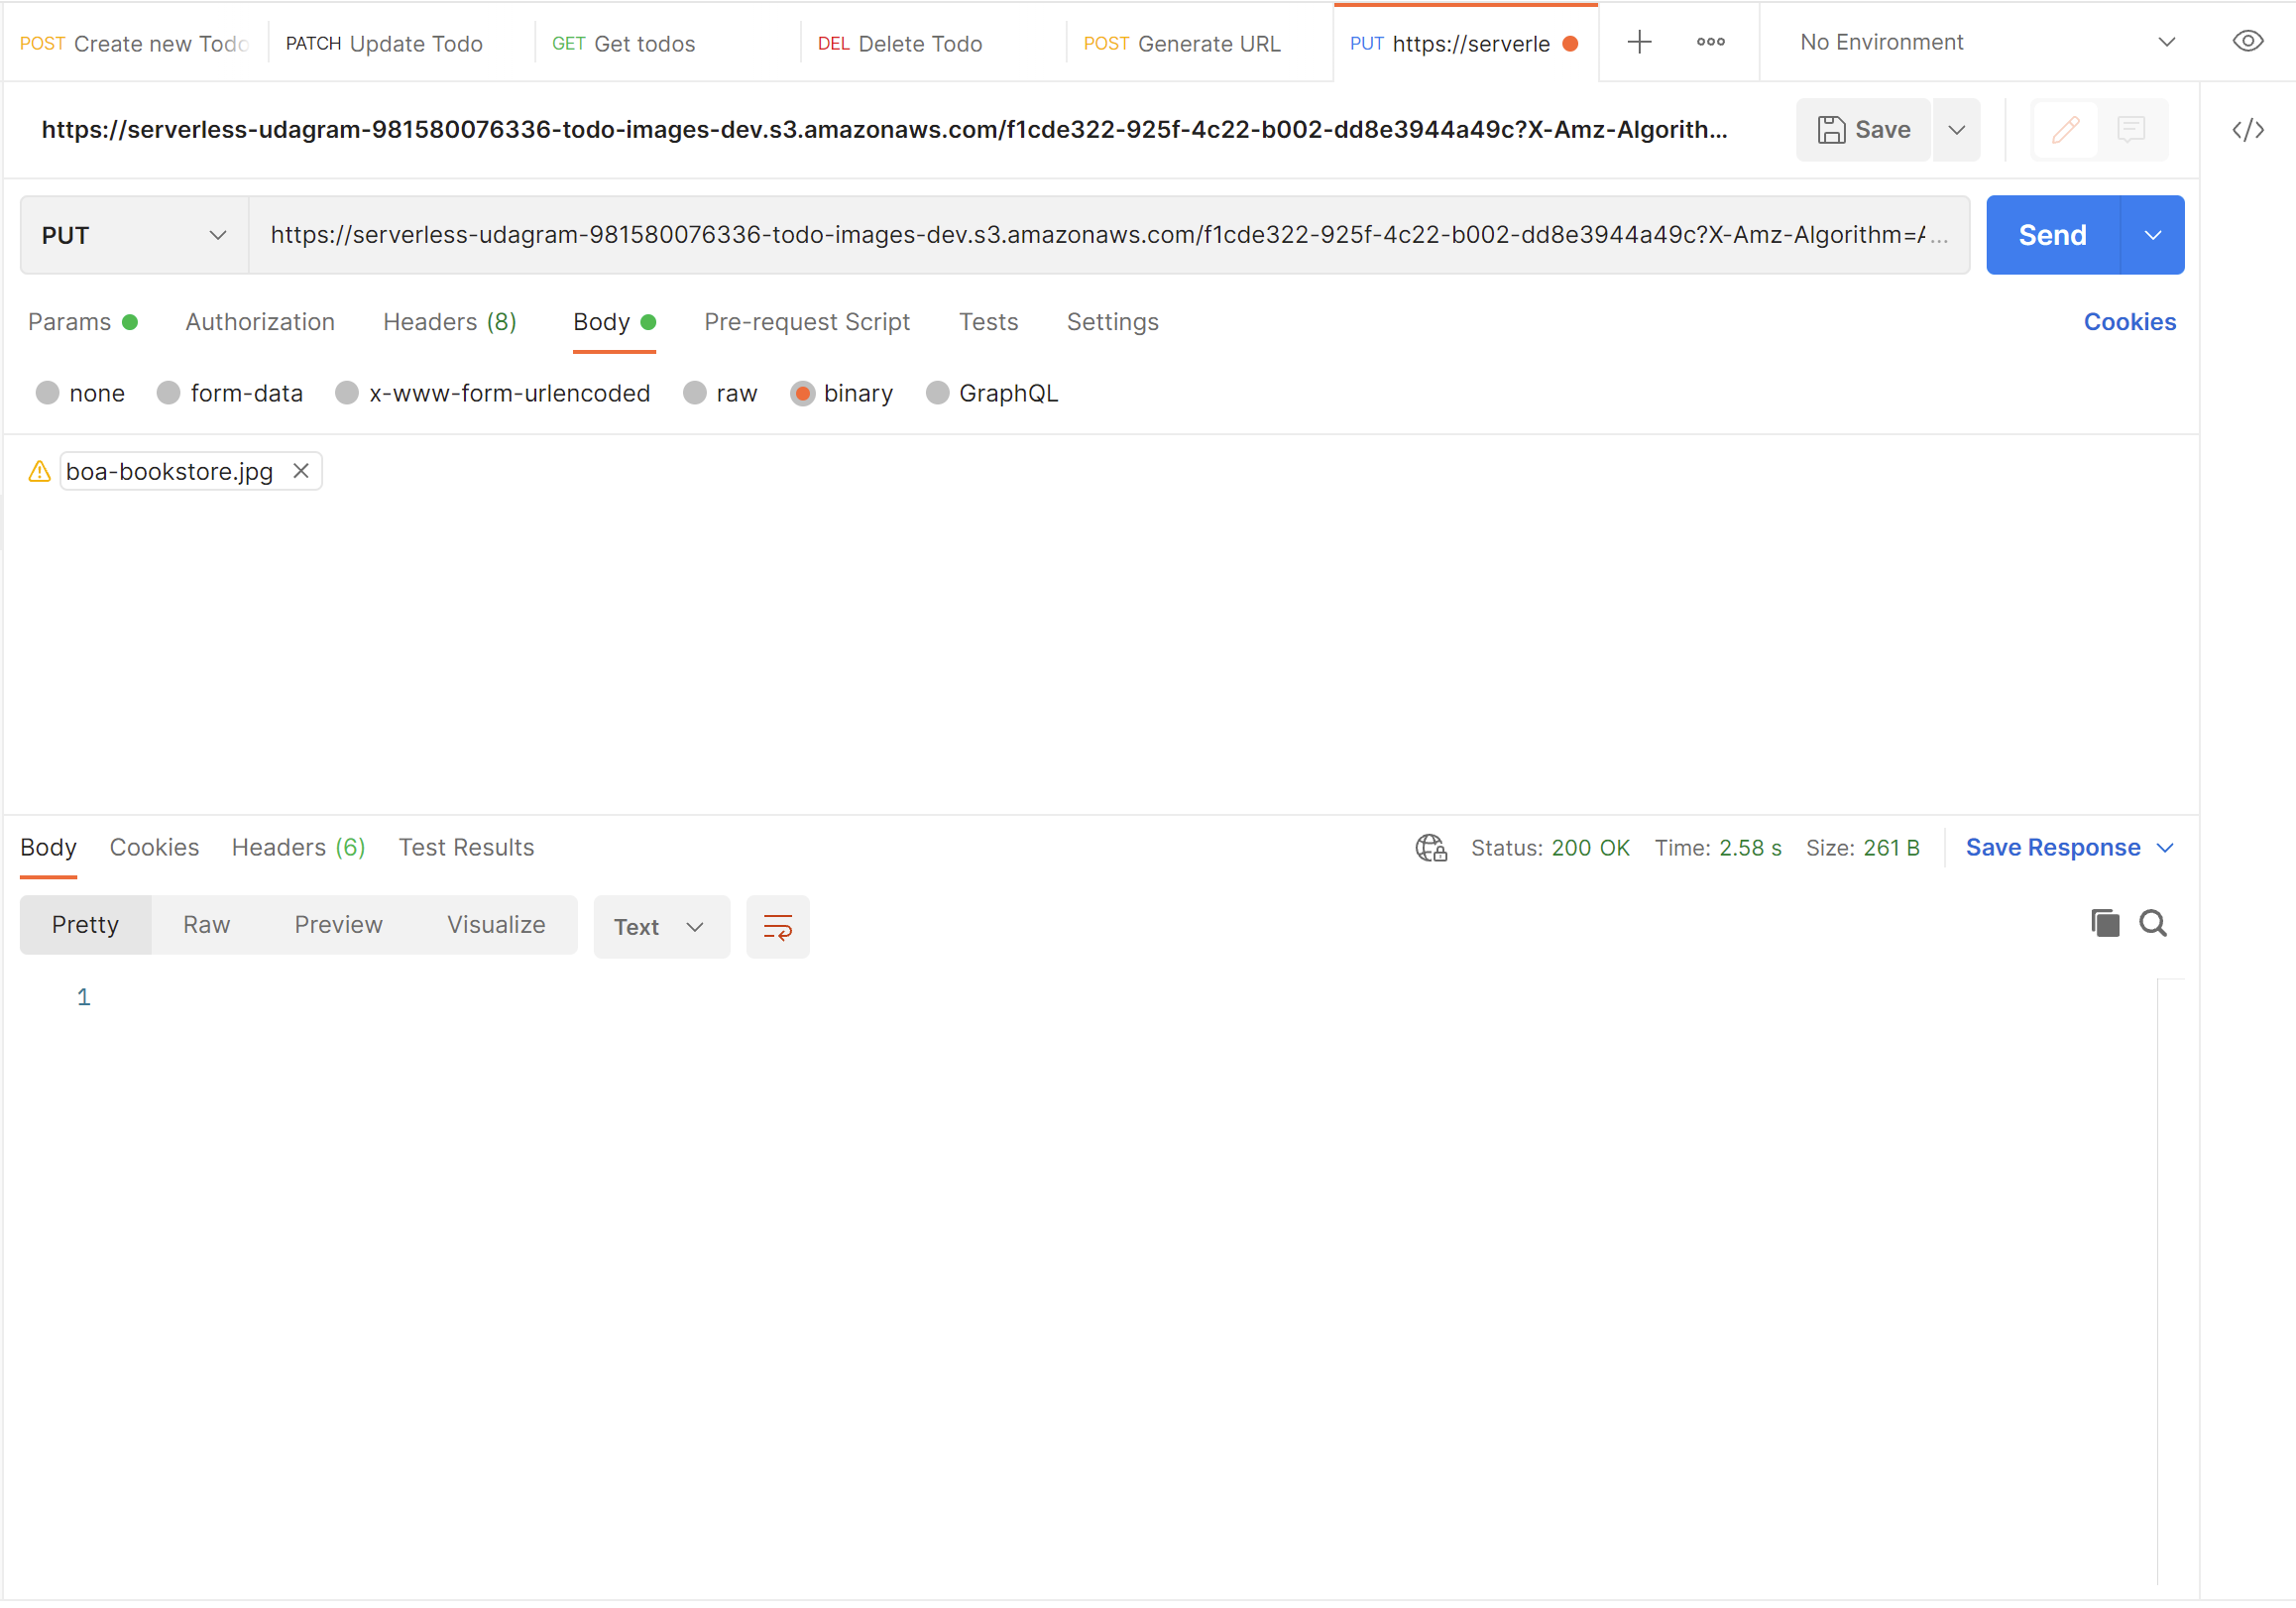 POST Create new Todo PATCH Update Todo GET Get todos DEL Delete Todo POST Generate URL PUT https://serverle No Environment
https://serverless-udagram-981580076336-todo-images-dev.s3.amazonaws.com/f1cde322-925f-4c22-b002-dd8e3944a49c?X-Amz-Algorith... Save
PUT https://serverless-udagram-981580076336-todo-images-dev.s3.amazonaws.com/f1cde322-925f-4c22-b002-dd8e3944a49c?X-Amz-Algorithm=A... Send
Params Authorization Headers (8) Body Pre-request Script Tests Settings Cookies
none form-data x-www-form-urlencoded raw binary GraphQL
boa-bookstore.jpg
Body Cookies Headers (6) Test Results Status: 200 OK Time: 2.58 s Size: 261 B Save Response
Pretty Raw Preview Visualize Text
1